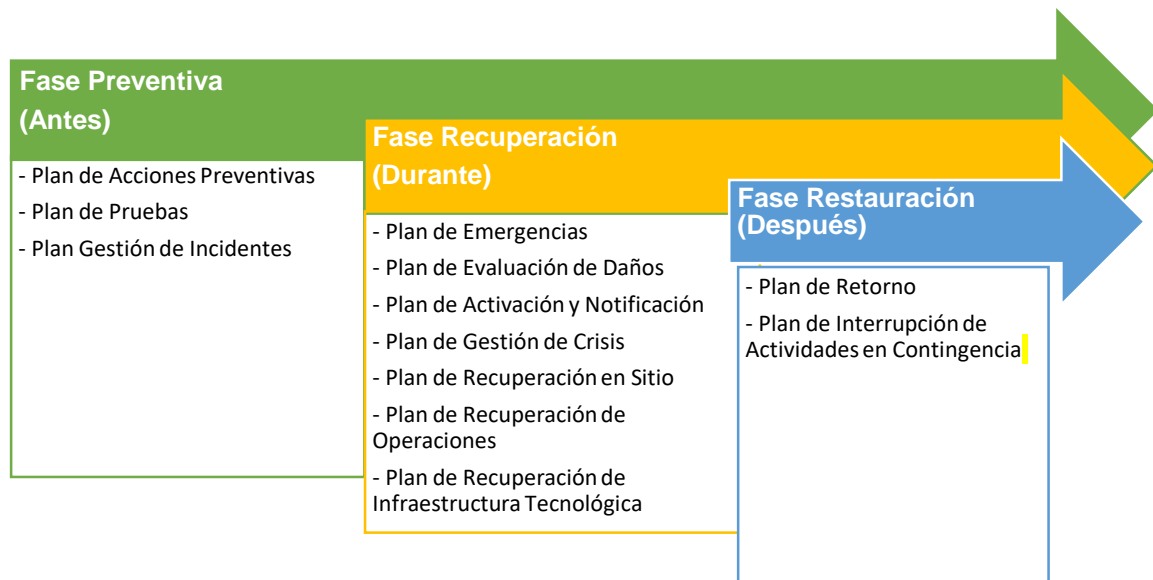 Fase Preventiva
(Antes)
- Plan de Acciones Preventivas
- Plan de Pruebas
- Plan Gestión de Incidentes
Fase Recuperación
(Durante)
- Plan de Emergencias
- Plan de Evaluación de Daños
- Plan de Activación y Notificación
- Plan de Gestión de Crisis
- Plan de Recuperación en Sitio
- Plan de Recuperación de
Operaciones
- Plan de Recuperación de
Infraestructura Tecnológica
Fase Restauración
(Después)
- Plan de Retorno
- Plan de Interrupción de
Actividades en Contingencia